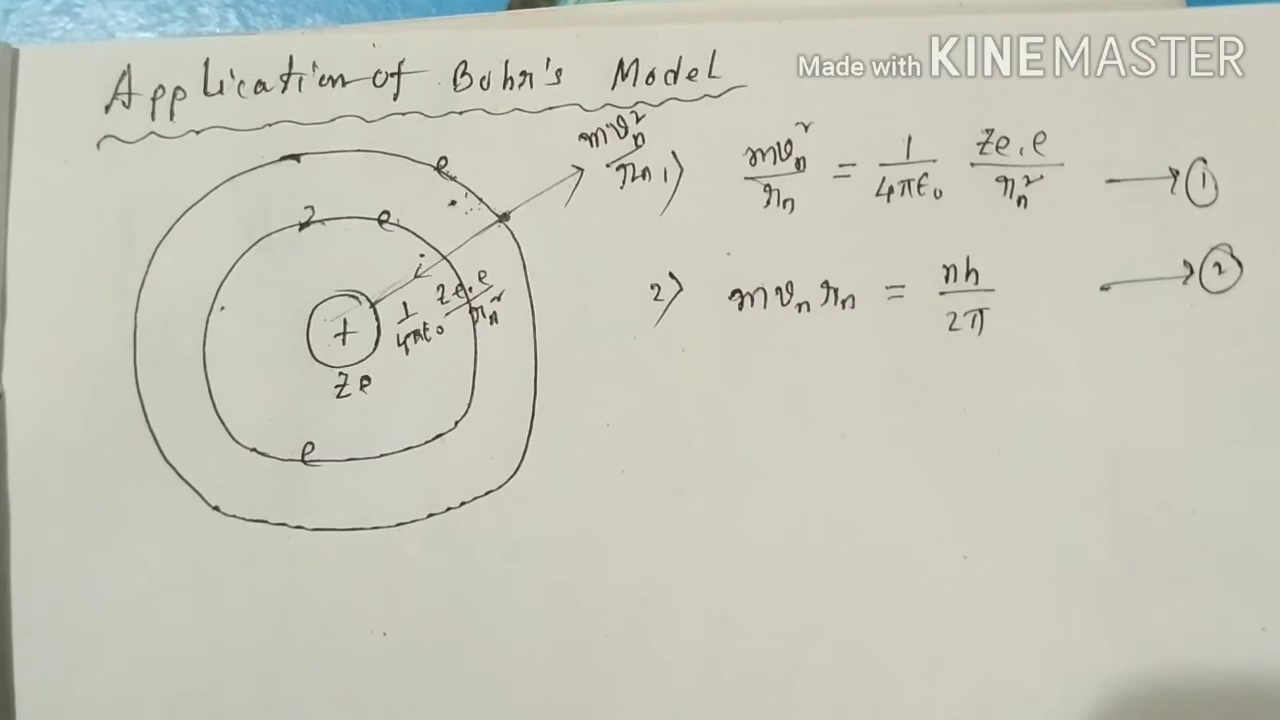 Application of Bohr's Model
Made with KINEMASTER
mv_n²/r_n
1) mv_n²/r_n = 1/4πε₀ Ze.e/r_n² → ①
2) mv_n r_n = nh/2π → ②
e
e
1/4πε₀ Ze.e/r_n²
+
Ze
e